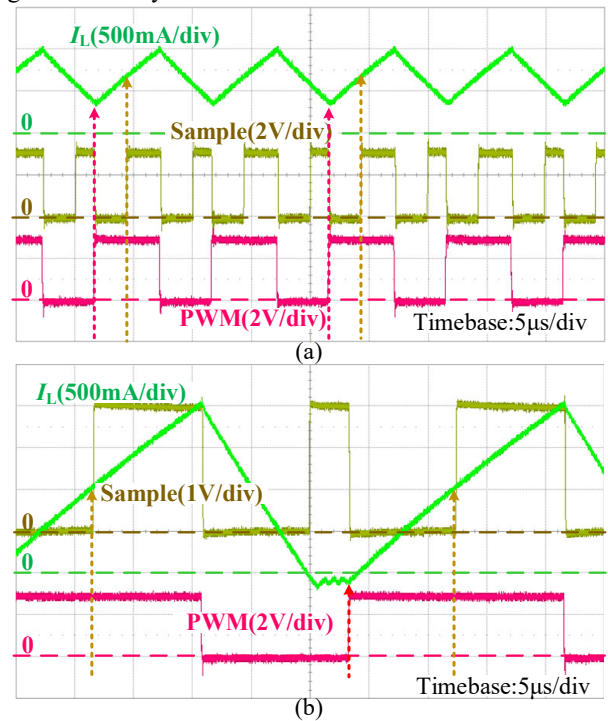 I_L(500mA/div)
0
Sample(2V/div)
0
0
PWM(2V/div)
Timebase:5μs/div
(a)
I_L(500mA/div)
Sample(1V/div)
0
0
PWM(2V/div)
0
Timebase:5μs/div
(b)